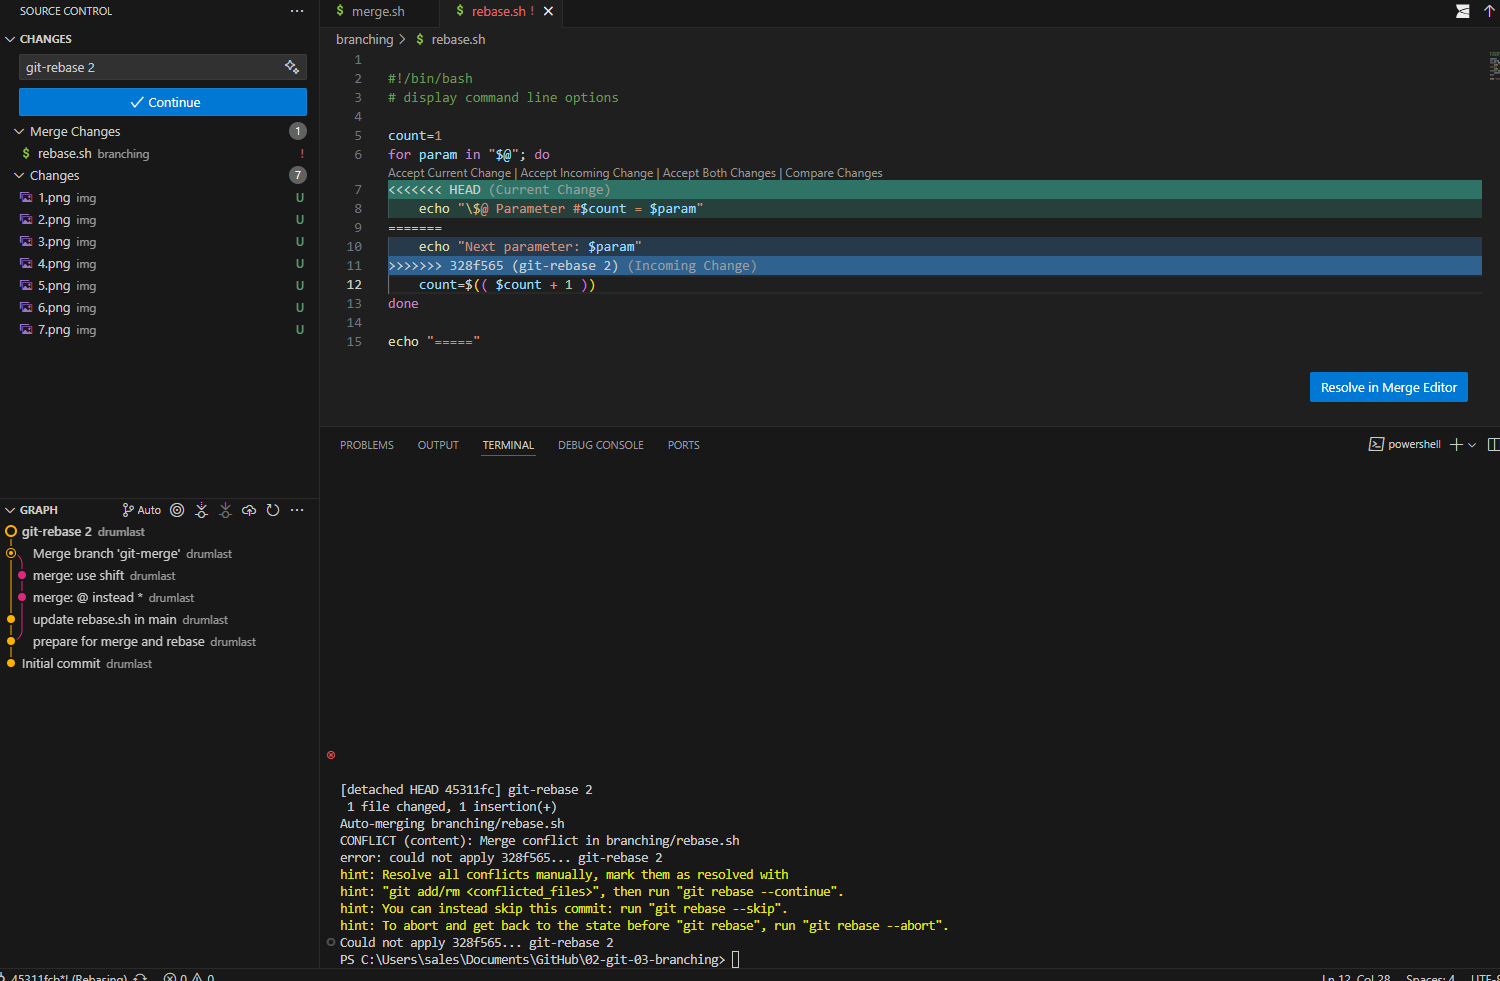 SOURCE CONTROL
CHANGES
git-rebase 2
Continue
Merge Changes 1
$ rebase.sh branching !
Changes 7
1.png img U
2.png img U
3.png img U
4.png img U
5.png img U
6.png img U
7.png img U
GRAPH Auto
git-rebase 2 drumlast
Merge branch 'git-merge' drumlast
merge: use shift drumlast
merge: @ instead * drumlast
update rebase.sh in main drumlast
prepare for merge and rebase drumlast
Initial commit drumlast
$ merge.sh
$ rebase.sh !
branching > $ rebase.sh
1
2 #!/bin/bash
3 # display command line options
4
5 count=1
6 for param in "$@"; do
Accept Current Change | Accept Incoming Change | Accept Both Changes | Compare Changes
7 <<<<<<< HEAD (Current Change)
8 echo "\$@ Parameter #$count = $param"
9 =======
10 echo "Next parameter: $param"
11 >>>>>>> 328f565 (git-rebase 2) (Incoming Change)
12 count=$(( $count + 1 ))
13 done
14
15 echo "====="
Resolve in Merge Editor
PROBLEMS OUTPUT TERMINAL DEBUG CONSOLE PORTS
powershell
[detached HEAD 45311fc] git-rebase 2
1 file changed, 1 insertion(+)
Auto-merging branching/rebase.sh
CONFLICT (content): Merge conflict in branching/rebase.sh
error: could not apply 328f565... git-rebase 2
hint: Resolve all conflicts manually, mark them as resolved with
hint: "git add/rm <conflicted_files>", then run "git rebase --continue".
hint: You can instead skip this commit: run "git rebase --skip".
hint: To abort and get back to the state before "git rebase", run "git rebase --abort".
Could not apply 328f565... git-rebase 2
PS C:\Users\sales\Documents\GitHub\02-git-03-branching>
45311fcb*! (Rebasing) 0 0
Ln 12, Col 28 Spaces: 4